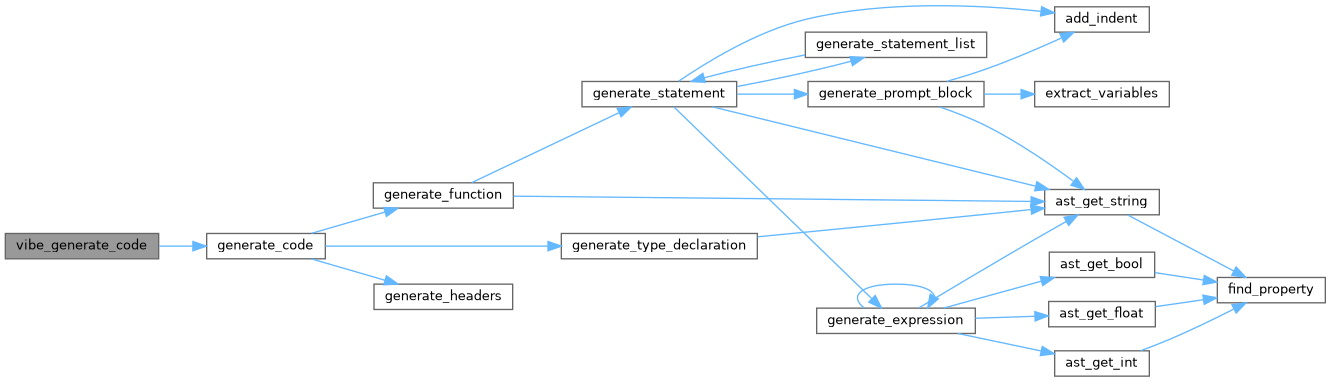 vibe_generate_code
generate_code
generate_function
generate_headers
generate_type_declaration
generate_statement
generate_statement_list
generate_prompt_block
generate_expression
add_indent
extract_variables
ast_get_string
ast_get_bool
ast_get_float
ast_get_int
find_property